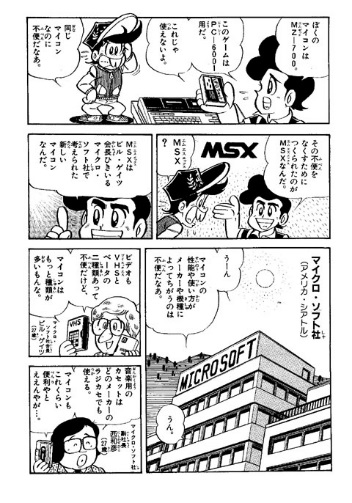 ぼくの
マイコンは
MZ-700。
このゲームは
PC-6001
用だ。
これじゃ
使えないよ。
同じ
マイコン
なのに
不便だなあ。
その不便を
なくすために
つくられたのが
MSXなんだ。
MSX
MSX
?
MSXは
ビル・ゲイツ
会長ひきいる
マイクロ
ソフト社で
考えられた
新しい
マイコン
なんだ。
マイクロ・ソフト社
(アメリカ・シアトル)
うーん
マイコンの
性能や使い方が
メーカーや機種に
よってちがうのは
不便だなあ。
MICROSOFT
うん。
ビデオも
VHSと
ベータの
二種類あって
不便だけど、
マイコンは
もっと種類が
多いもんな。
VHS
マイクロ・
ソフト社会長
ビル・ゲイツ
(27歳)
音楽用の
カセットは
どのメーカーの
ラジカセでも
使える。
マイコンも
これくらい
便利やと
ええんやが…。
マイクロ・ソフト社
副社長
西和彦
(27歳)